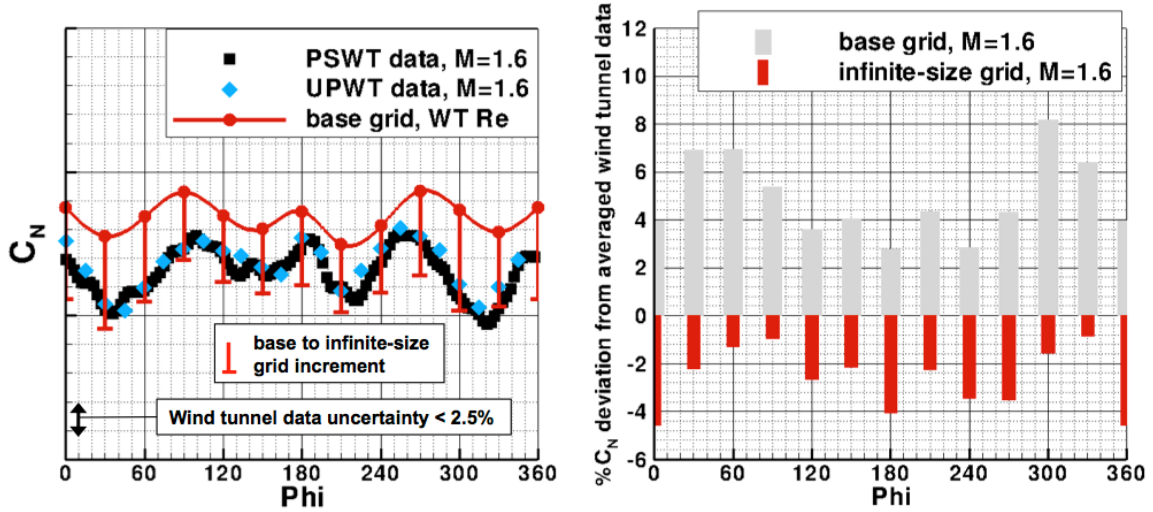 PSWT data, M=1.6
UPWT data, M=1.6
base grid, WT Re
C_N
base to infinite-size
grid increment
Wind tunnel data uncertainty < 2.5%
0 60 120 180 240 300 360
Phi
base grid, M=1.6
infinite-size grid, M=1.6
% C_N deviation from averaged wind tunnel data
12
10
8
6
4
2
0
-2
-4
-6
0 60 120 180 240 300 360
Phi